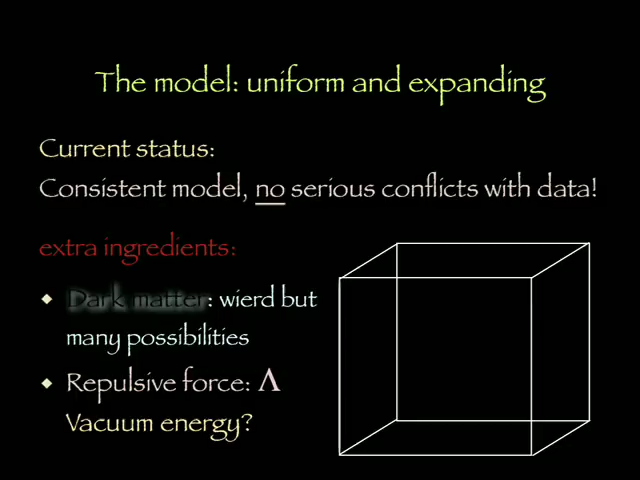 The model: uniform and expanding
Current status:
Consistent model, no serious conflicts with data!
extra ingredients:
Dark matter: wierd but
many possibilities
Repulsive force: Λ
Vacuum energy?